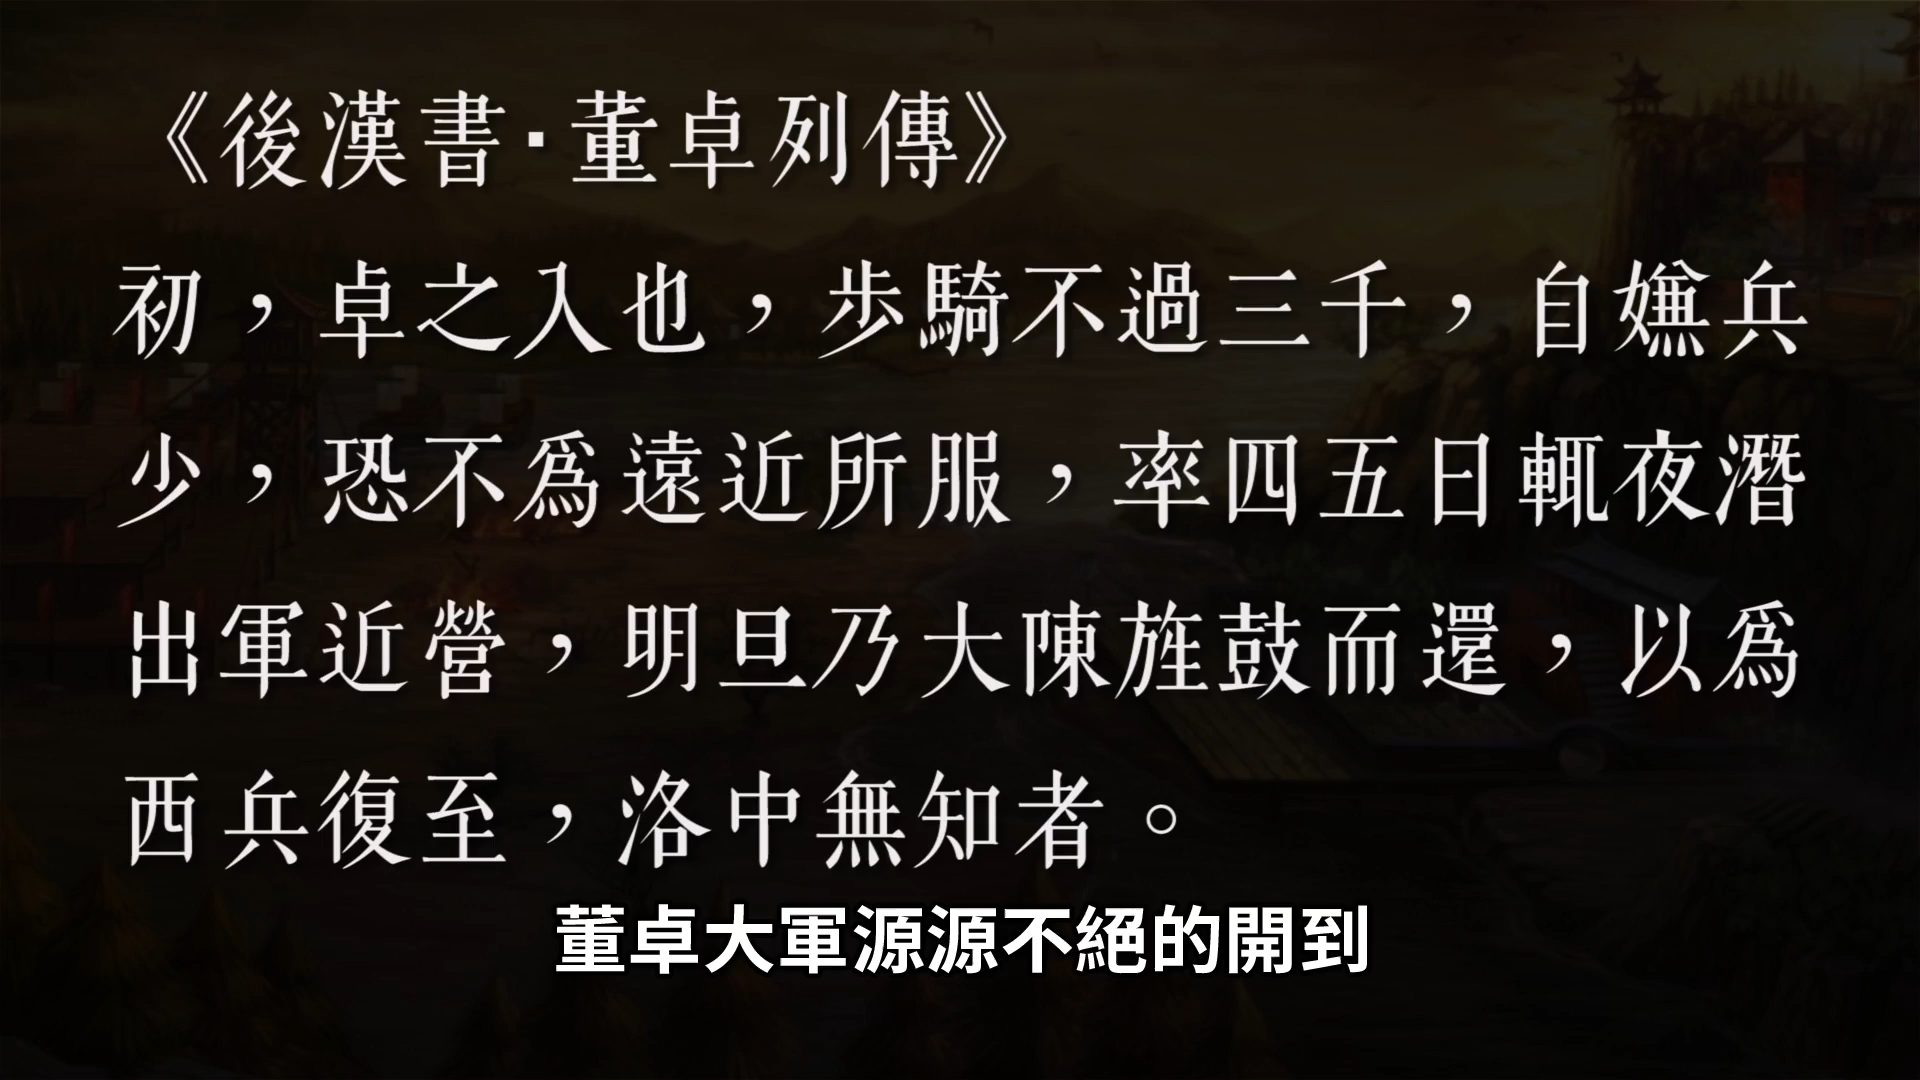 《後漢書·董卓列傳》
初，卓之入也，步騎不過三千，自嫌兵
少，恐不爲遠近所服，率四五日輒夜潛
出軍近營，明旦乃大陳旌鼓而還，以爲
西兵復至，洛中無知者。
董卓大軍源源不絕的開到